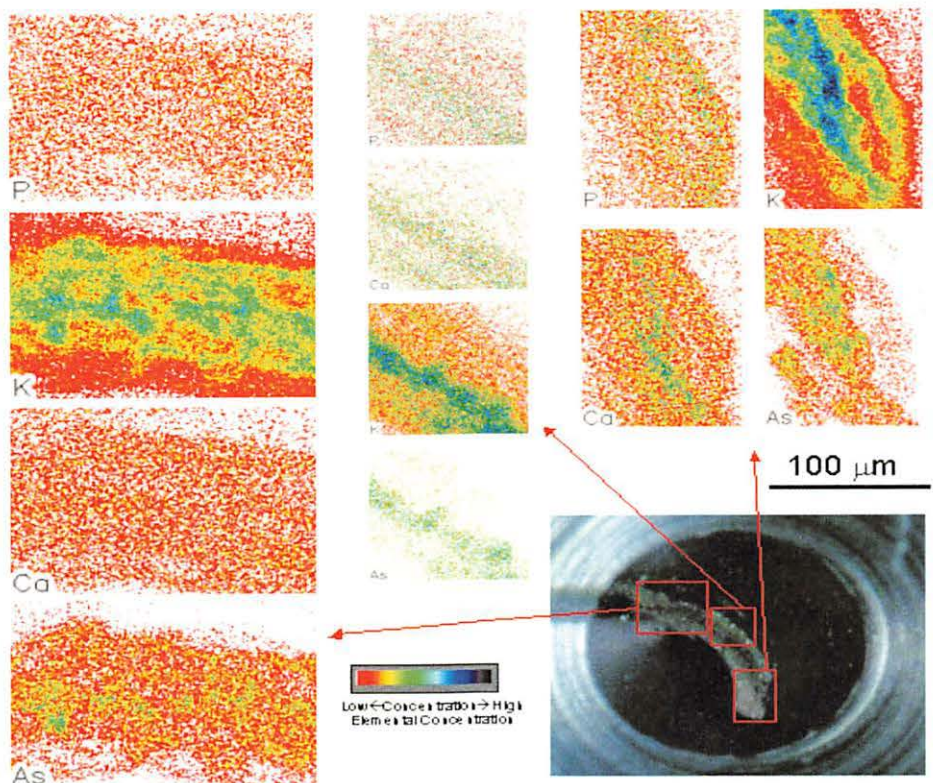 P
K
Ca
As
P
Ca
K
As
P
K
Ca
As
100 μm
Low ← Concentration → High
Elemental Concentration